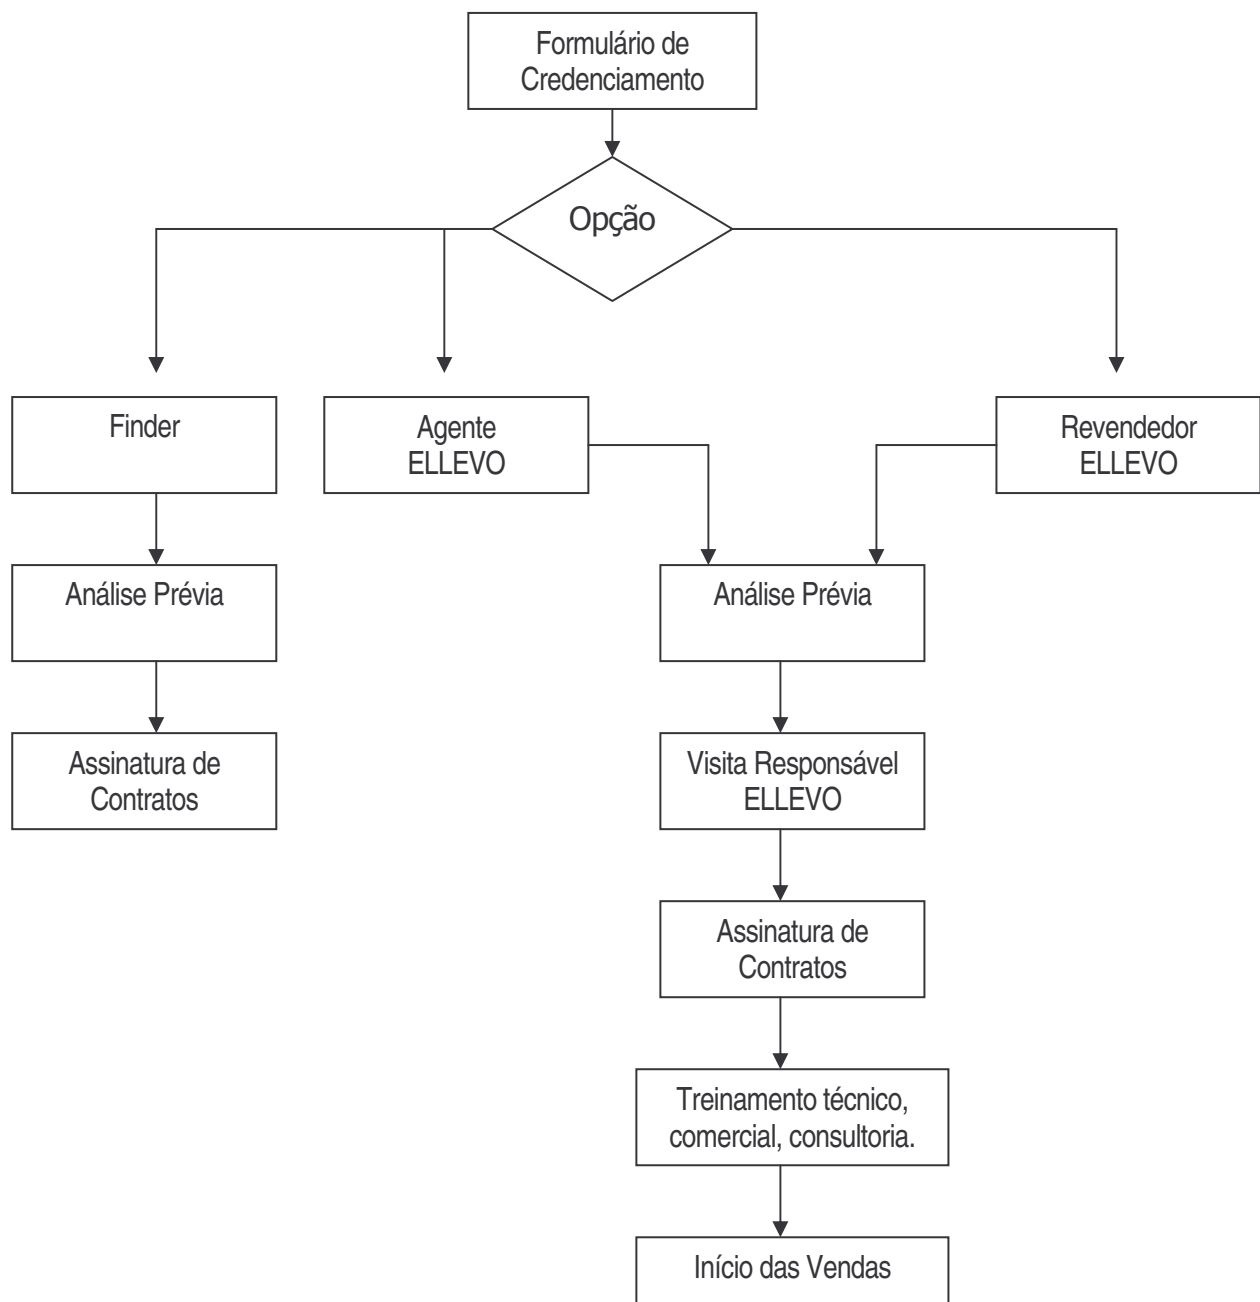 Formulário de
Credenciamento
Opção
Finder
Agente
ELLEVO
Revendedor
ELLEVO
Análise Prévia
Análise Prévia
Assinatura de
Contratos
Visita Responsável
ELLEVO
Assinatura de
Contratos
Treinamento técnico,
comercial, consultoria.
Início das Vendas